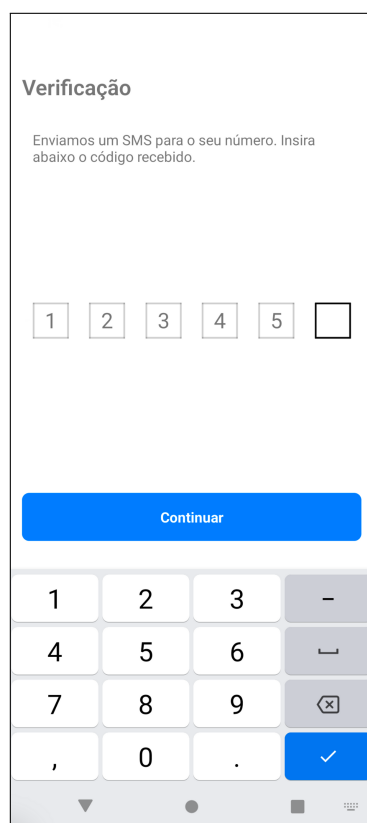 Verificação
Enviamos um SMS para o seu número. Insira
abaixo o código recebido.
1 2 3 4 5
Continuar
1 2 3 -
4 5 6
7 8 9
, 0 .